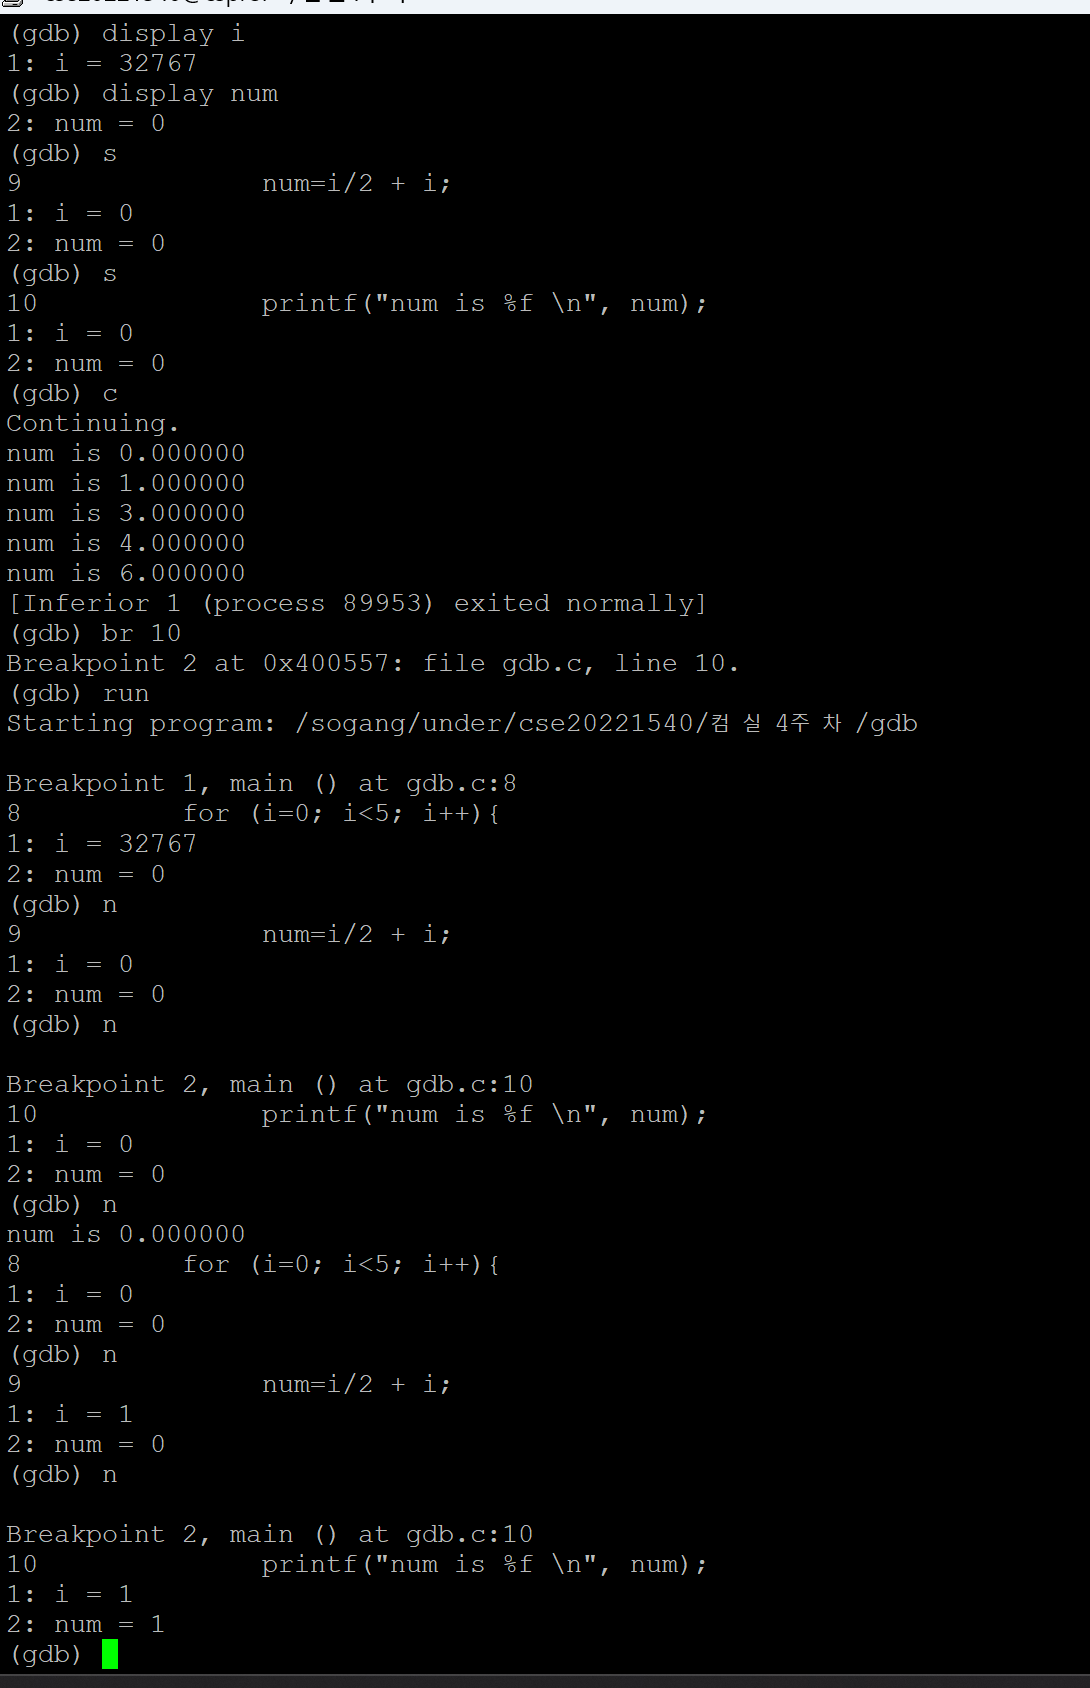 (gdb) display i
1: i = 32767
(gdb) display num
2: num = 0
(gdb) s
9               num=i/2 + i;
1: i = 0
2: num = 0
(gdb) s
10              printf("num is %f \n", num);
1: i = 0
2: num = 0
(gdb) c
Continuing.
num is 0.000000
num is 1.000000
num is 3.000000
num is 4.000000
num is 6.000000
[Inferior 1 (process 89953) exited normally]
(gdb) br 10
Breakpoint 2 at 0x400557: file gdb.c, line 10.
(gdb) run
Starting program: /sogang/under/cse20221540/컴 실 4주 차 /gdb

Breakpoint 1, main () at gdb.c:8
8          for (i=0; i<5; i++){
1: i = 32767
2: num = 0
(gdb) n
9               num=i/2 + i;
1: i = 0
2: num = 0
(gdb) n

Breakpoint 2, main () at gdb.c:10
10              printf("num is %f \n", num);
1: i = 0
2: num = 0
(gdb) n
num is 0.000000
8          for (i=0; i<5; i++){
1: i = 0
2: num = 0
(gdb) n
9               num=i/2 + i;
1: i = 1
2: num = 0
(gdb) n

Breakpoint 2, main () at gdb.c:10
10              printf("num is %f \n", num);
1: i = 1
2: num = 1
(gdb)